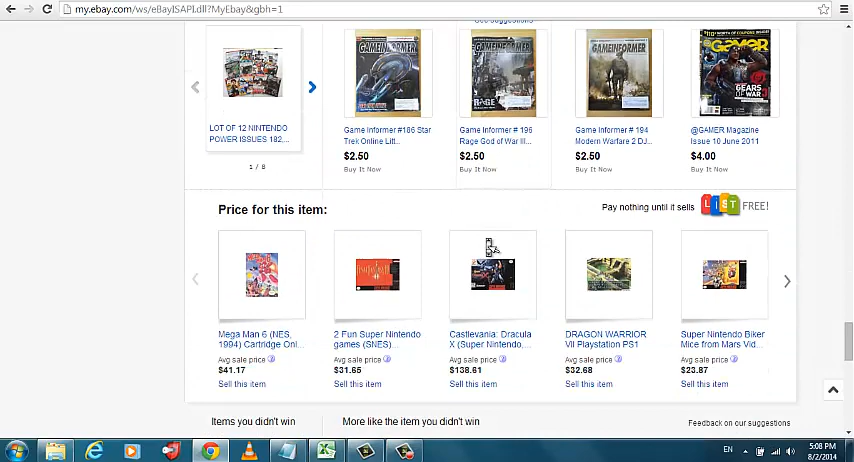 my.ebay.com/ws/eBayISAPI.dll?MyEbay&gbh=1
See suggestions
LOT OF 12 NINTENDO
POWER ISSUES 182,...
1 / 8
Game Informer #186 Star
Trek Online Litt...
$2.50
Buy It Now
Game Informer # 196
Rage God of War III...
$2.50
Buy It Now
Game Informer # 194
Modern Warfare 2 DJ...
$2.50
Buy It Now
@GAMER Magazine
Issue 10 June 2011
$4.00
Buy It Now
GAMEINFORMER
GAMEINFORMER
RAGE
GAMEINFORMER
GAMER
GEARS OF WAR 3
Price for this item:
Pay nothing until it sells
LIST FREE!
Mega Man 6 (NES,
1994) Cartridge Onl...
Avg sale price
$41.17
Sell this item
2 Fun Super Nintendo
games (SNES)...
Avg sale price
$31.65
Sell this item
Castlevania: Dracula
X (Super Nintendo,...
Avg sale price
$138.61
Sell this item
DRAGON WARRIOR
VII Playstation PS1
Avg sale price
$32.68
Sell this item
Super Nintendo Biker
Mice from Mars Vid...
Avg sale price
$23.87
Sell this item
Items you didn't win
More like the item you didn't win
Feedback on our suggestions
EN
5:08 PM
8/2/2014